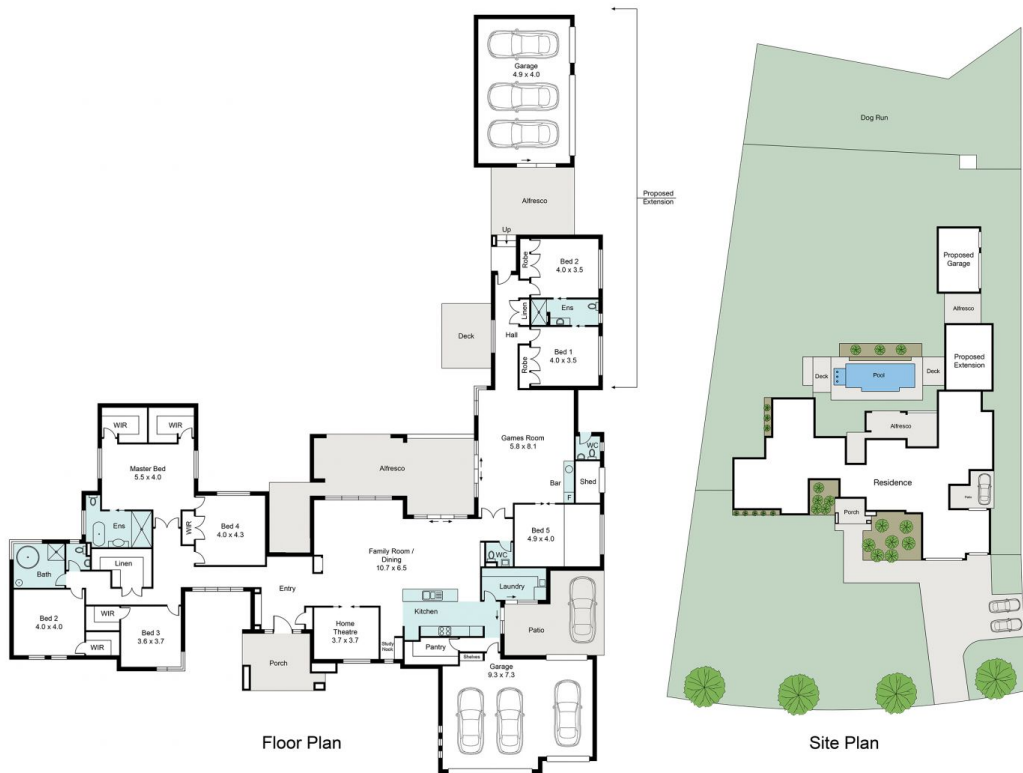 Garage
4.9 x 4.0
Alfresco
Proposed
Extension
Up
Robe
Bed 2
4.0 x 3.5
Linen
Ens
Deck
Hall
Robe
Bed 1
4.0 x 3.5
Games Room
5.8 x 8.1
WC
Bar
Shed
F
WIR
WIR
Master Bed
5.5 x 4.0
Alfresco
Ens
WIR
Bed 4
4.0 x 4.3
Bed 5
4.9 x 4.0
WC
Family Room /
Dining
10.7 x 6.5
Linen
Bath
Laundry
Entry
Bed 2
4.0 x 4.0
WIR
Bed 3
3.6 x 3.7
WIR
Home
Theatre
3.7 x 3.7
Kitchen
Patio
Study
Nook
Pantry
Shelves
Porch
Garage
9.3 x 7.3
Floor Plan
Dog Run
Proposed
Garage
Alfresco
Proposed
Extension
Deck
Pool
Deck
Alfresco
Residence
Patio
Porch
Site Plan